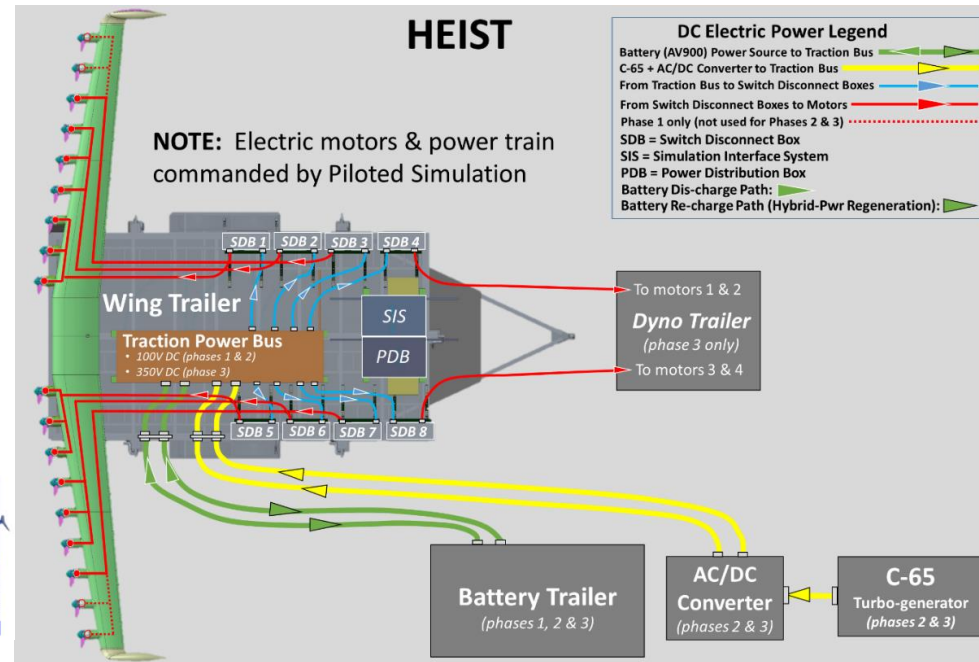 HEIST
NOTE: Electric motors & power train
commanded by Piloted Simulation
DC Electric Power Legend
Battery (AV900) Power Source to Traction Bus
C-65 + AC/DC Converter to Traction Bus
From Traction Bus to Switch Disconnect Boxes
From Switch Disconnect Boxes to Motors
Phase 1 only (not used for Phases 2 & 3)
SDB = Switch Disconnect Box
SIS = Simulation Interface System
PDB = Power Distribution Box
Battery Dis-charge Path:
Battery Re-charge Path (Hybrid-Pwr Regeneration):
SDB 1
SDB 2
SDB 3
SDB 4
Wing Trailer
SIS
PDB
Traction Power Bus
• 100V DC (phases 1 & 2)
• 350V DC (phase 3)
To motors 1 & 2
Dyno Trailer
(phase 3 only)
To motors 3 & 4
SDB 5
SDB 6
SDB 7
SDB 8
Battery Trailer
(phases 1, 2 & 3)
AC/DC
Converter
(phases 2 & 3)
C-65
Turbo-generator
(phases 2 & 3)